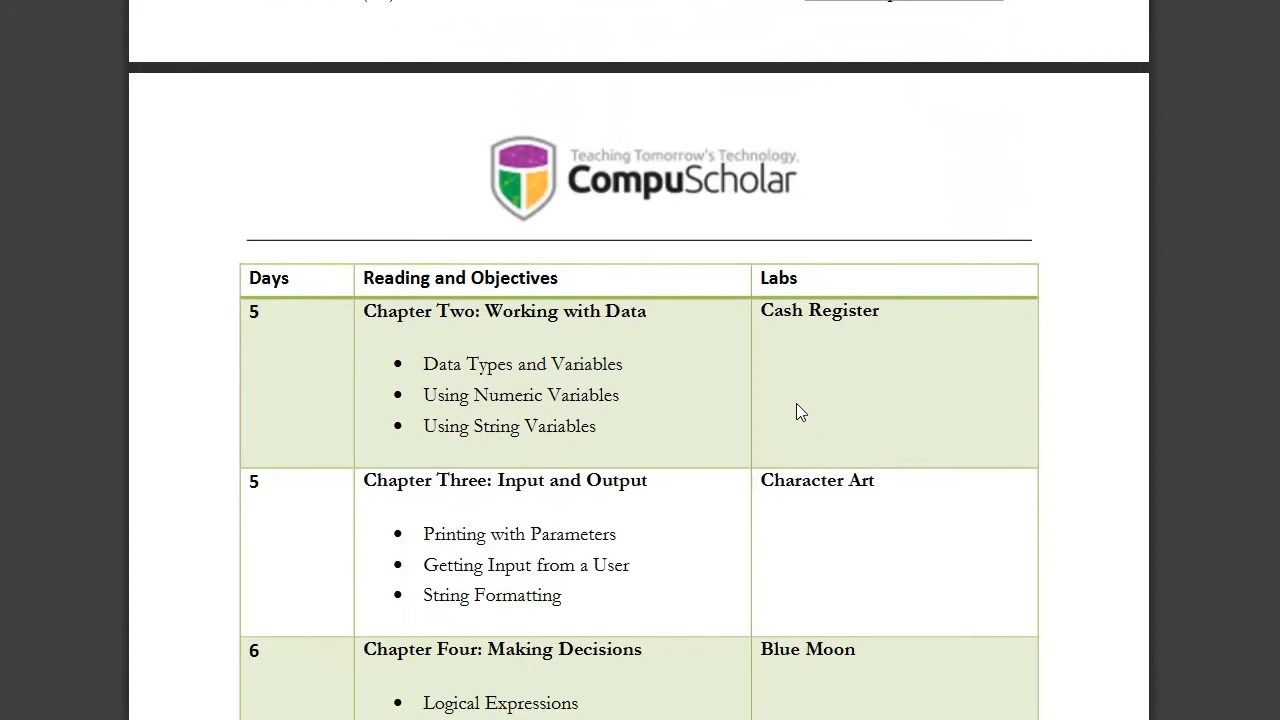 Teaching Tomorrow's Technology.
CompuScholar
Days Reading and Objectives Labs
5 Chapter Two: Working with Data Cash Register
• Data Types and Variables
• Using Numeric Variables
• Using String Variables
5 Chapter Three: Input and Output Character Art
• Printing with Parameters
• Getting Input from a User
• String Formatting
6 Chapter Four: Making Decisions Blue Moon
• Logical Expressions